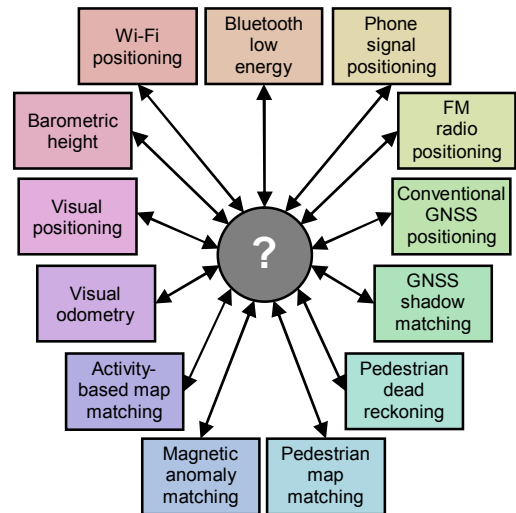 Wi-Fi
positioning
Bluetooth
low
energy
Phone
signal
positioning
Barometric
height
FM
radio
positioning
Visual
positioning
Conventional
GNSS
positioning
?
Visual
odometry
GNSS
shadow
matching
Activity-
based map
matching
Pedestrian
dead
reckoning
Magnetic
anomaly
matching
Pedestrian
map
matching